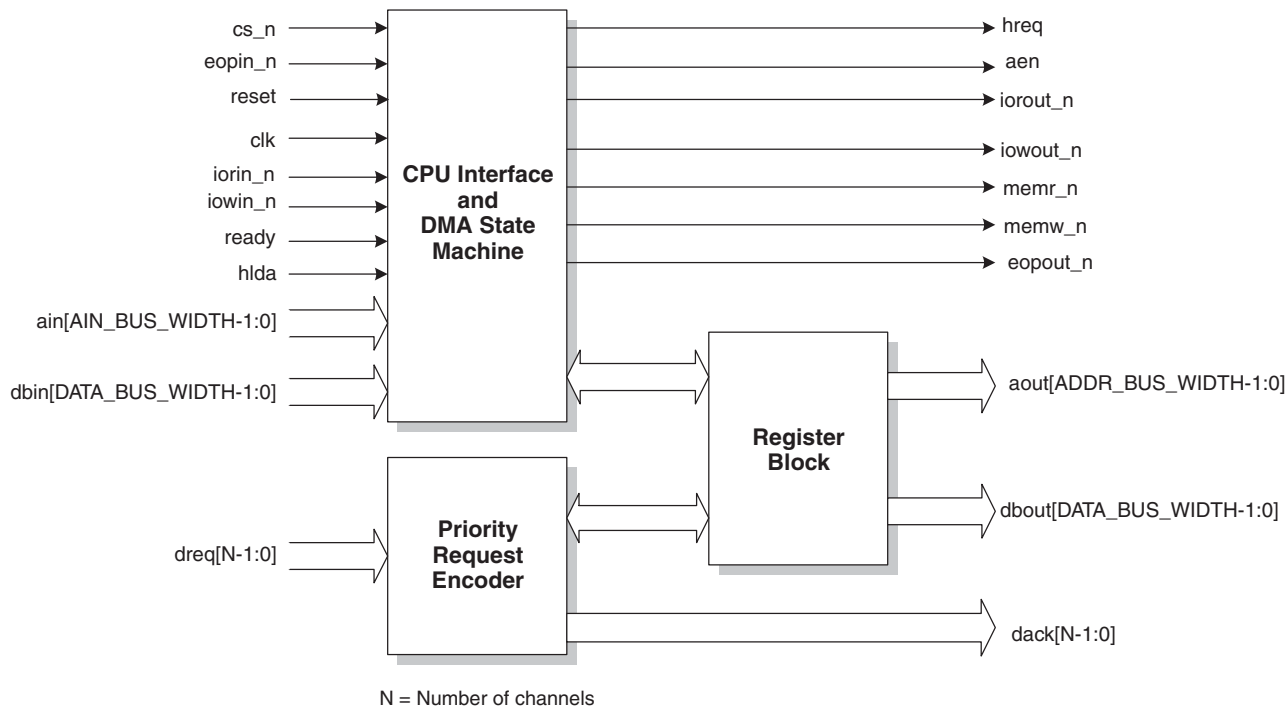 cs_n
eopin_n
reset
clk
iorin_n
iowin_n
ready
hlda
ain[AIN_BUS_WIDTH-1:0]
dbin[DATA_BUS_WIDTH-1:0]
CPU Interface
and
DMA State
Machine
hreq
aen
iorout_n
iowout_n
memr_n
memw_n
eopout_n
Register
Block
aout[ADDR_BUS_WIDTH-1:0]
dbout[DATA_BUS_WIDTH-1:0]
dreq[N-1:0]
Priority
Request
Encoder
dack[N-1:0]
N = Number of channels